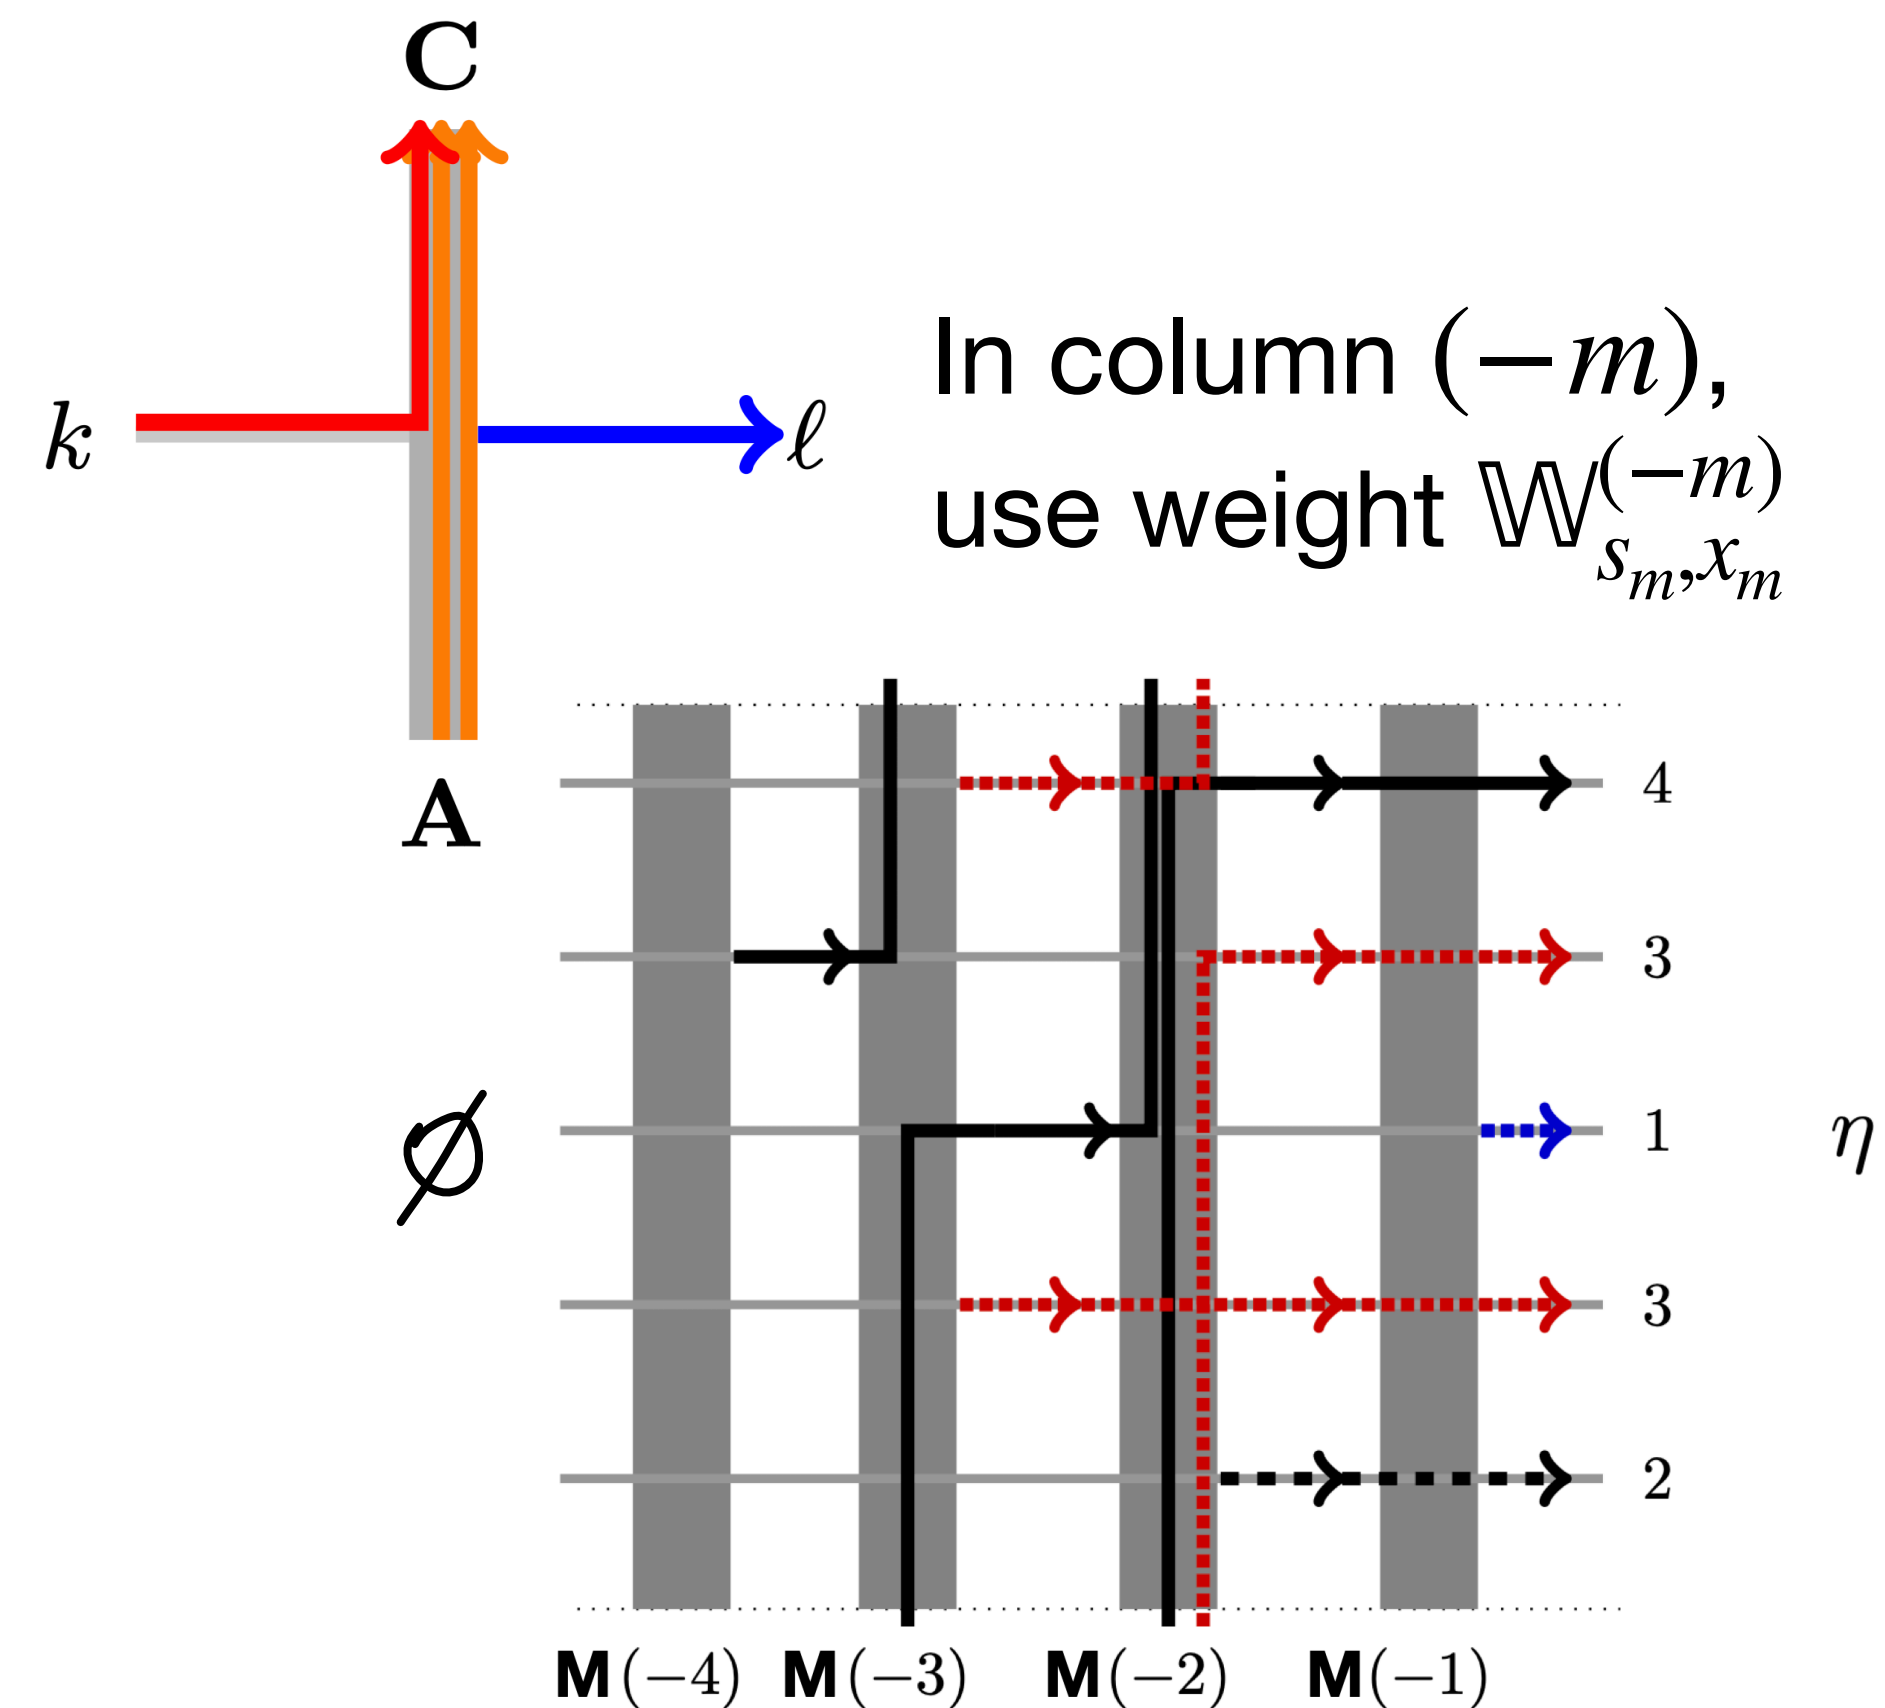 C
k
ℓ
In column (−m),
use weight 𝕎^{(−m)}_{s_m,x_m}
A
4
3
∅
1
η
3
2
M(−4) M(−3) M(−2) M(−1)